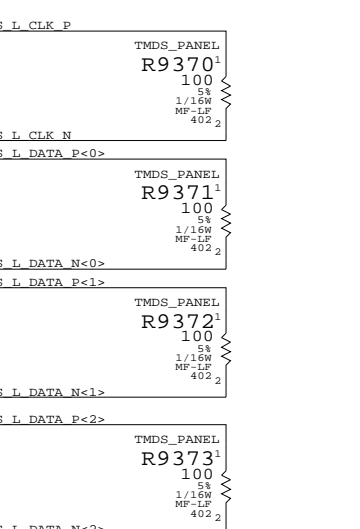 S_L_CLK_P
TMDS_PANEL
R9370 1
100
5%
1/16W
MF-LF
402 2
S_L_CLK_N
S_L_DATA_P<0>
TMDS_PANEL
R9371 1
100
5%
1/16W
MF-LF
402 2
S_L_DATA_N<0>
S_L_DATA_P<1>
TMDS_PANEL
R9372 1
100
5%
1/16W
MF-LF
402 2
S_L_DATA_N<1>
S_L_DATA_P<2>
TMDS_PANEL
R9373 1
100
5%
1/16W
MF-LF
402 2
S_L_DATA_N<2>